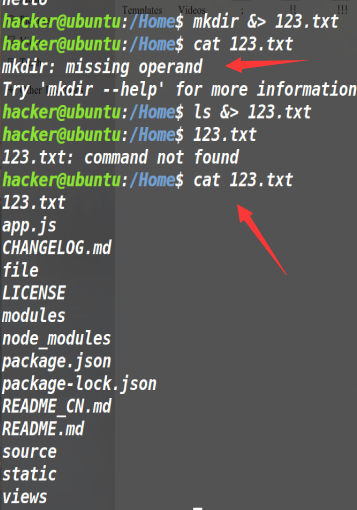 hello
Templates Videos : !! !!!
hacker@ubuntu:/Home$ mkdir &> 123.txt
hacker@ubuntu:/Home$ cat 123.txt
mkdir: missing operand
Try 'mkdir --help' for more information
hacker@ubuntu:/Home$ ls &> 123.txt
hacker@ubuntu:/Home$ 123.txt
123.txt: command not found
hacker@ubuntu:/Home$ cat 123.txt
123.txt
app.js
CHANGELOG.md
file
LICENSE
modules
node_modules
package.json
package-lock.json
README_CN.md
README.md
source
static
views